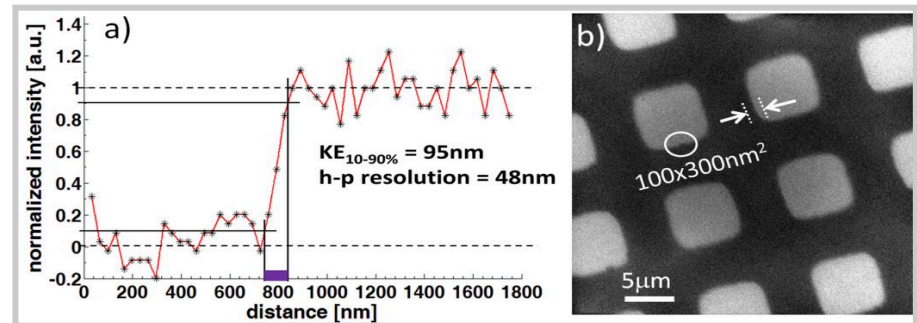 a)
normalized intensity [a.u.]
1.4
1.2
1
0.8
0.6
0.4
0.2
0
-0.2
KE10-90% = 95nm
h-p resolution = 48nm
0 200 400 600 800 1000 1200 1400 1600 1800
distance [nm]
b)
100x300nm²
5μm